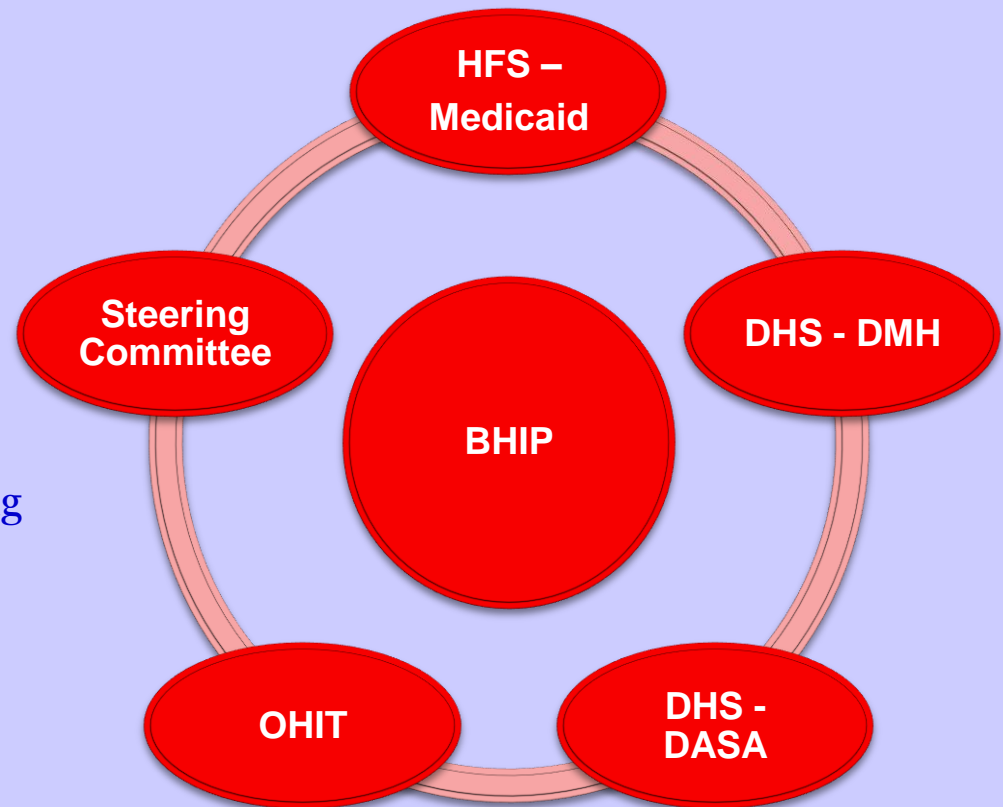 HFS –
Medicaid
Steering
Committee
DHS - DMH
BHIP
g
OHIT
DHS -
DASA